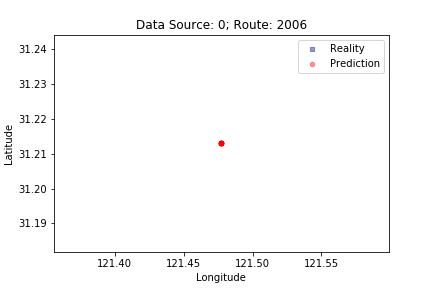 Data Source: 0; Route: 2006
Reality
Prediction
31.24
31.23
31.22
31.21
31.20
31.19
Latitude
121.40 121.45 121.50 121.55
Longitude